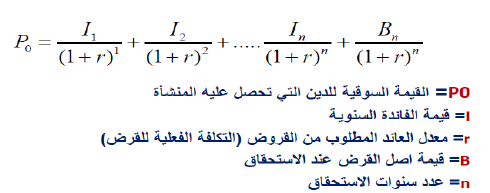 P₀ = I₁/(1+r)¹ + I₂/(1+r)² + ..... Iₙ/(1+r)ⁿ + Bₙ/(1+r)ⁿ
P0= القيمة السوقية للدين التي تحصل عليه المنشأة
I= قيمة الفائدة السنوية
r= معدل العائد المطلوب من القروض (التكلفة الفعلية للقرض)
B= قيمة اصل القرض عند الاستحقاق
n= عدد سنوات الاستحقاق